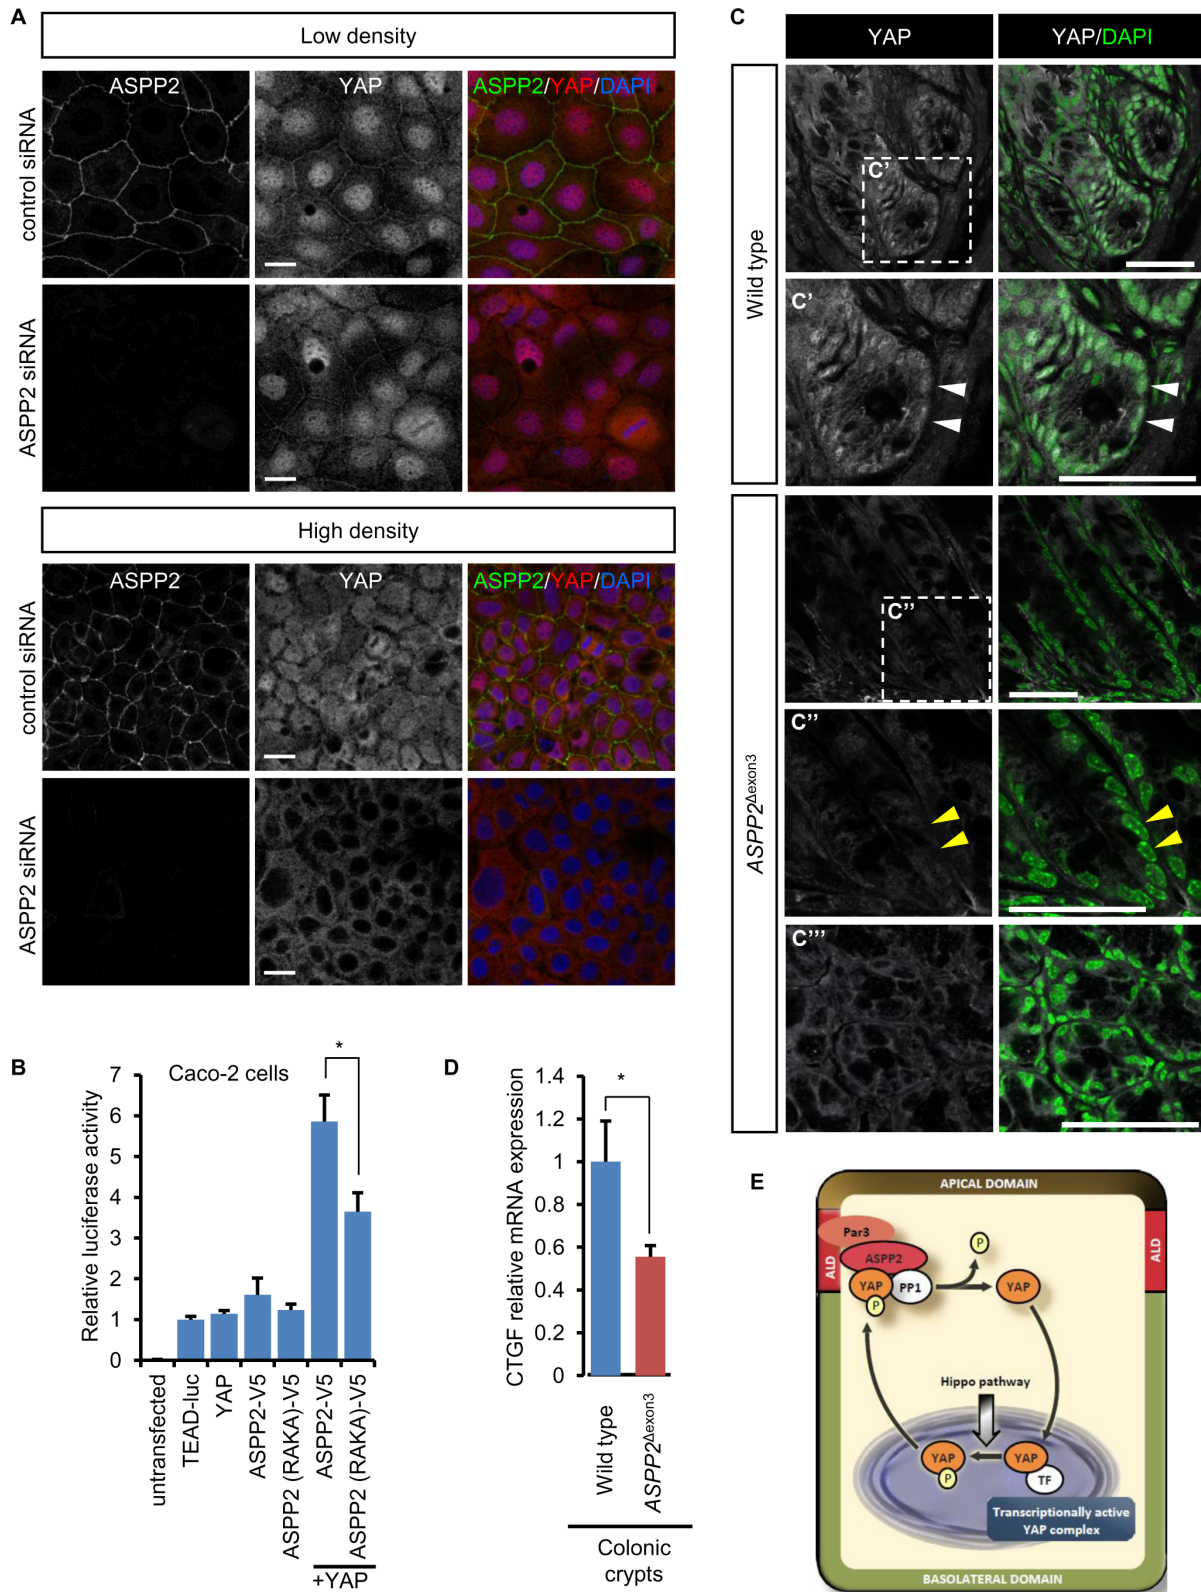 A
Low density
control siRNA
ASPP2
YAP
ASPP2/YAP/DAPI
ASPP2 siRNA
High density
control siRNA
ASPP2
YAP
ASPP2/YAP/DAPI
ASPP2 siRNA
B
Caco-2 cells
Relative luciferase activity
7
6
5
4
3
2
1
0
*
untransfected
TEAD-luc
YAP
ASPP2-V5
ASPP2 (RAKA)-V5
ASPP2-V5
ASPP2 (RAKA)-V5
+YAP
C
YAP
YAP/DAPI
Wild type
C'
C'
ASPP2Δexon3
C''
C''
C'''
D
CTGF relative mRNA expression
1.4
1.2
1
0.8
0.6
0.4
0.2
0
*
Wild type
ASPP2Δexon3
Colonic
crypts
E
APICAL DOMAIN
ALD
ALD
Par3
ASPP2
YAP
P
PP1
P
YAP
Hippo pathway
YAP
P
YAP
TF
Transcriptionally active
YAP complex
BASOLATERAL DOMAIN